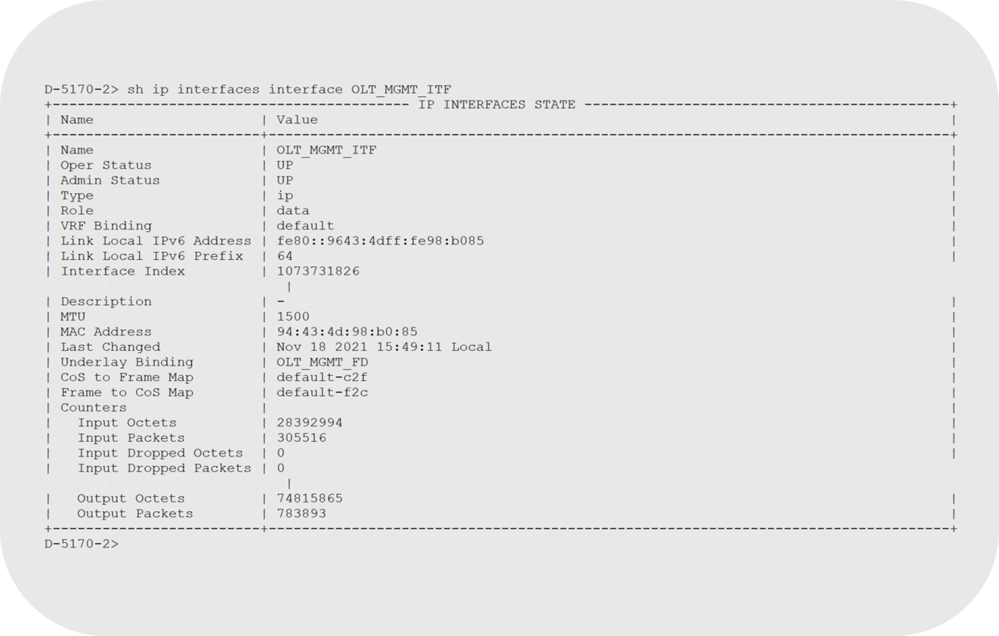 D-5170-2> sh ip interfaces interface OLT_MGMT_ITF
+------------------------------------------- IP INTERFACES STATE --------------------------------------------+
| Name                    | Value                                                                            |
+-------------------------+----------------------------------------------------------------------------------+
| Name                    | OLT_MGMT_ITF                                                                     |
| Oper Status             | UP                                                                               |
| Admin Status            | UP                                                                               |
| Type                    | ip                                                                               |
| Role                    | data                                                                             |
| VRF Binding             | default                                                                          |
| Link Local IPv6 Address | fe80::9643:4dff:fe98:b085                                                        |
| Link Local IPv6 Prefix  | 64                                                                               |
| Interface Index         | 1073731826
                             |
| Description             | -                                                                                |
| MTU                     | 1500                                                                             |
| MAC Address             | 94:43:4d:98:b0:85                                                                |
| Last Changed            | Nov 18 2021 15:49:11 Local                                                       |
| Underlay Binding        | OLT_MGMT_FD                                                                      |
| CoS to Frame Map        | default-c2f                                                                      |
| Frame to CoS Map        | default-f2c                                                                      |
| Counters                |                                                                                  |
|   Input Octets          | 28392994                                                                         |
|   Input Packets         | 305516                                                                           |
|   Input Dropped Octets  | 0                                                                                |
|   Input Dropped Packets | 0
                             |
|   Output Octets         | 74815865                                                                         |
|   Output Packets        | 783893                                                                           |
+-------------------------+----------------------------------------------------------------------------------+
D-5170-2>